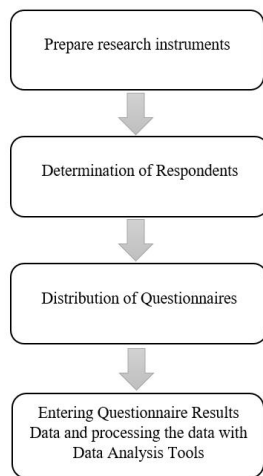 Prepare research instruments
Determination of Respondents
Distribution of Questionnaires
Entering Questionnaire Results
Data and processing the data with
Data Analysis Tools